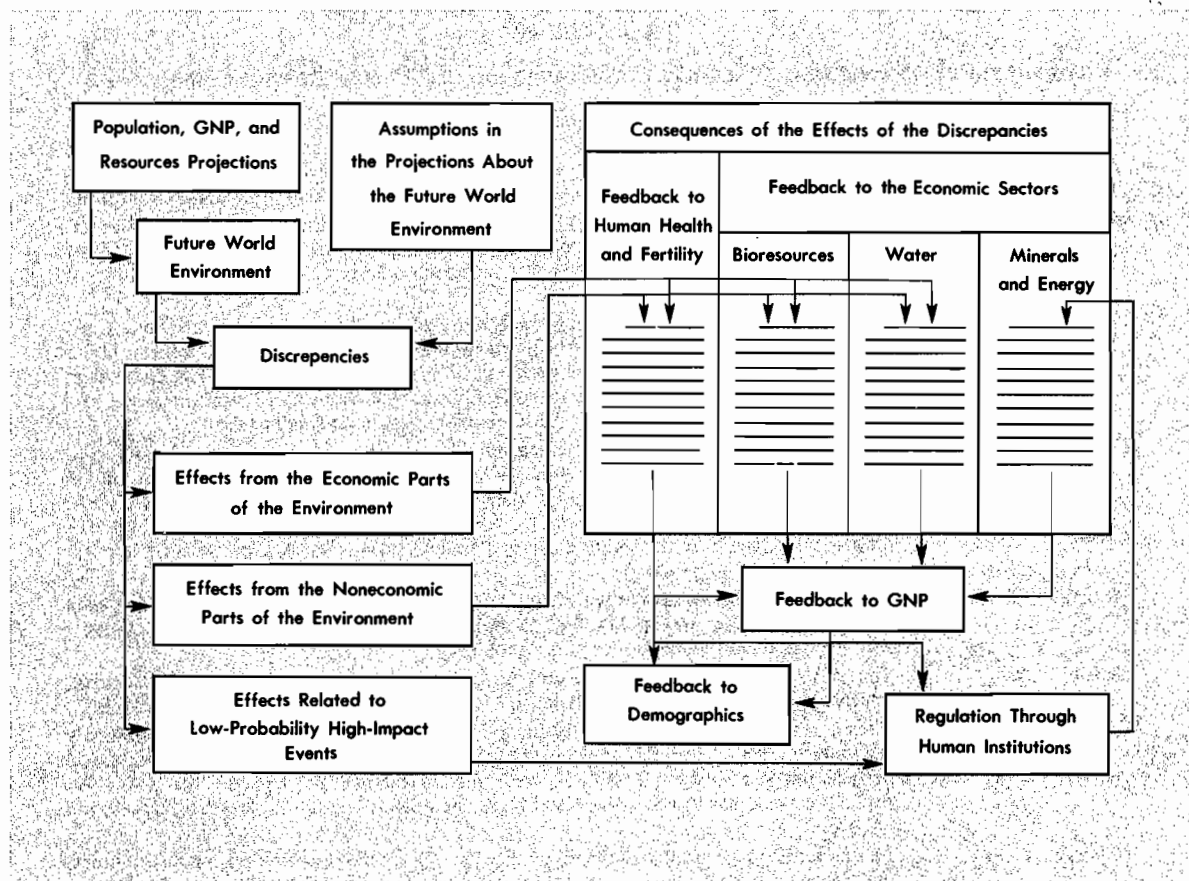 Population, GNP, and
Resources Projections
Assumptions in
the Projections About
the Future World
Environment
Future World
Environment
Discrepencies
Effects from the Economic Parts
of the Environment
Effects from the Noneconomic
Parts of the Environment
Effects Related to
Low-Probability High-Impact
Events
Consequences of the Effects of the Discrepancies
Feedback to
Human Health
and Fertility
Feedback to the Economic Sectors
Bioresources
Water
Minerals
and Energy
Feedback to GNP
Feedback to
Demographics
Regulation Through
Human Institutions